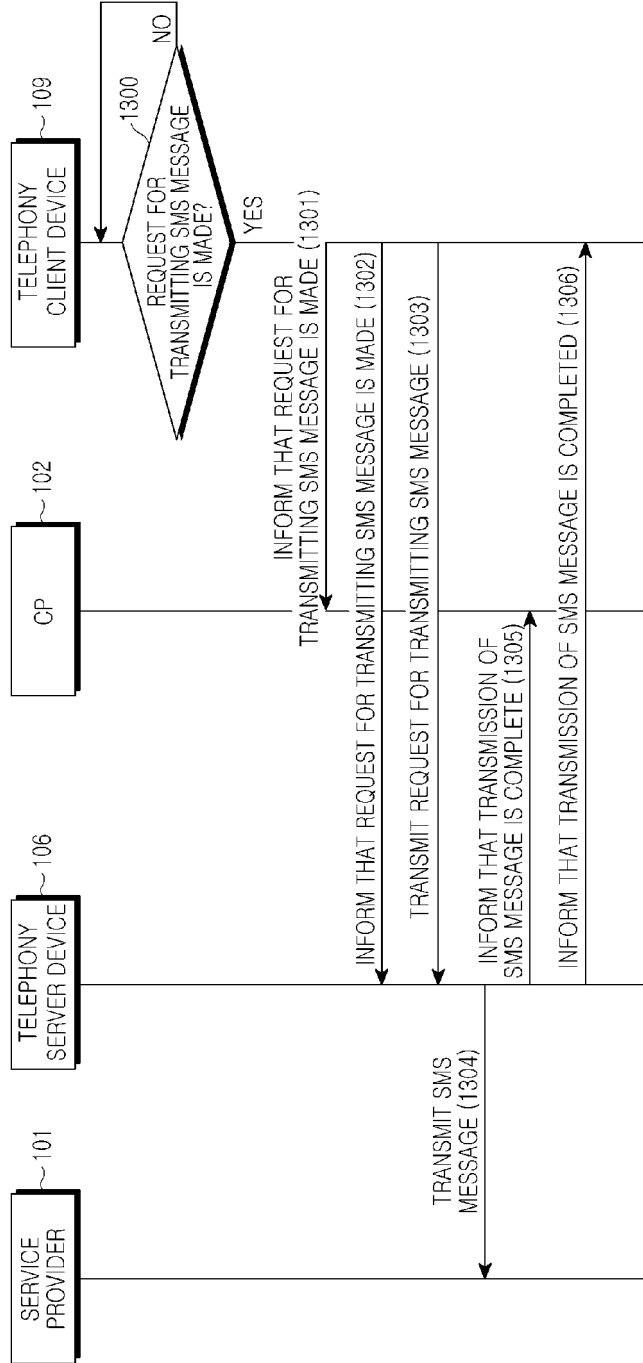 SERVICE
PROVIDER
101
TELEPHONY
SERVER DEVICE
106
CP
102
TELEPHONY
CLIENT DEVICE
109
REQUEST FOR
TRANSMITTING SMS MESSAGE
IS MADE?
1300
NO
YES
INFORM THAT REQUEST FOR
TRANSMITTING SMS MESSAGE IS MADE (1301)
INFORM THAT REQUEST FOR TRANSMITTING SMS MESSAGE IS MADE (1302)
TRANSMIT REQUEST FOR TRANSMITTING SMS MESSAGE (1303)
TRANSMIT SMS
MESSAGE (1304)
INFORM THAT TRANSMISSION OF
SMS MESSAGE IS COMPLETE (1305)
INFORM THAT TRANSMISSION OF SMS MESSAGE IS COMPLETED (1306)